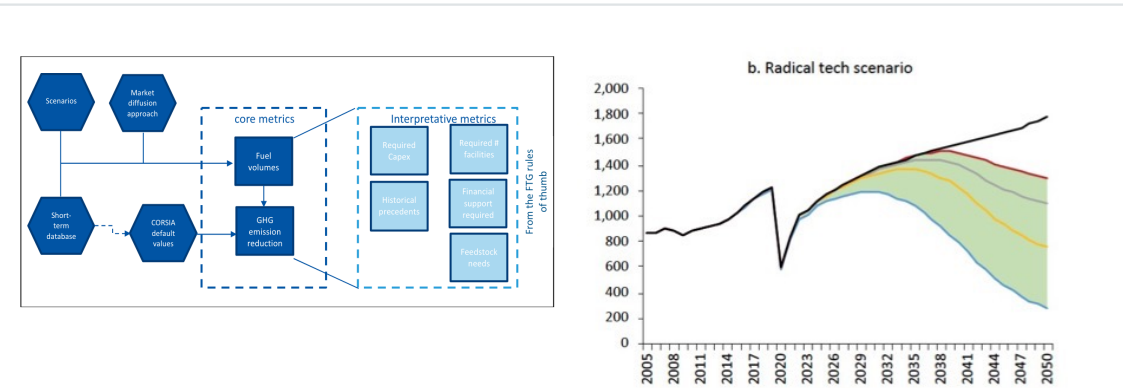 Scenarios
Market
diffusion
approach
core metrics
Interpretative metrics
Fuel
volumes
Required
Capex
Required #
facilities
Historical
precedents
Financial
support
required
From the FTG rules
of thumb
Short-
term
database
CORSIA
default
values
GHG
emission
reduction
Feedstock
needs
b. Radical tech scenario
2,000
1,800
1,600
1,400
1,200
1,000
800
600
400
200
0
2005
2008
2011
2014
2017
2020
2023
2026
2029
2032
2035
2038
2041
2044
2047
2050